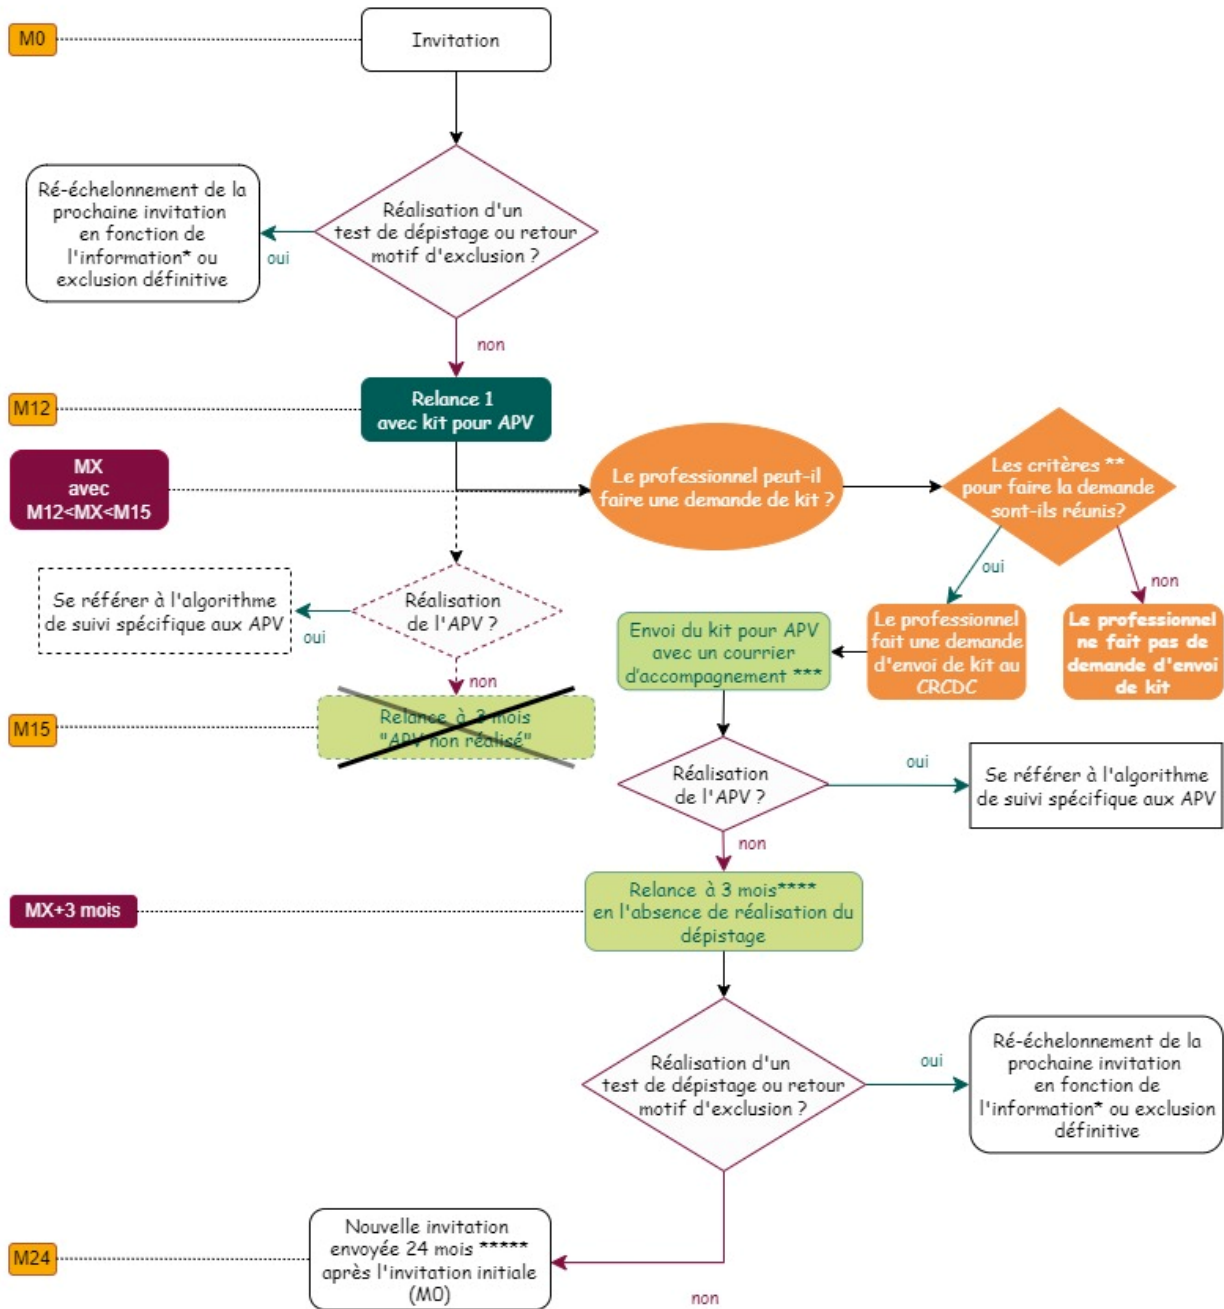 M0
Invitation
Ré-échelonnement de la
prochaine invitation
en fonction de
l'information* ou
exclusion définitive
oui
Réalisation d'un
test de dépistage ou retour
motif d'exclusion ?
non
M12
Relance 1
avec kit pour APV
MX
avec
M12<MX<M15
Le professionnel peut-il
faire une demande de kit ?
Les critères **
pour faire la demande
sont-ils réunis?
oui
non
Se référer à l'algorithme
de suivi spécifique aux APV
oui
Réalisation
de l'APV ?
non
Envoi du kit pour APV
avec un courrier
d'accompagnement ***
Le professionnel
fait une demande
d'envoi de kit au
CRCDC
Le professionnel
ne fait pas de
demande d'envoi
de kit
M15
Relance à 3 mois
"APV non réalisé"
Réalisation
de l'APV ?
oui
Se référer à l'algorithme
de suivi spécifique aux APV
non
MX+3 mois
Relance à 3 mois****
en l'absence de réalisation du
dépistage
Réalisation d'un
test de dépistage ou retour
motif d'exclusion ?
oui
Ré-échelonnement de la
prochaine invitation
en fonction de
l'information* ou exclusion
définitive
M24
Nouvelle invitation
envoyée 24 mois *****
après l'invitation initiale
(M0)
non